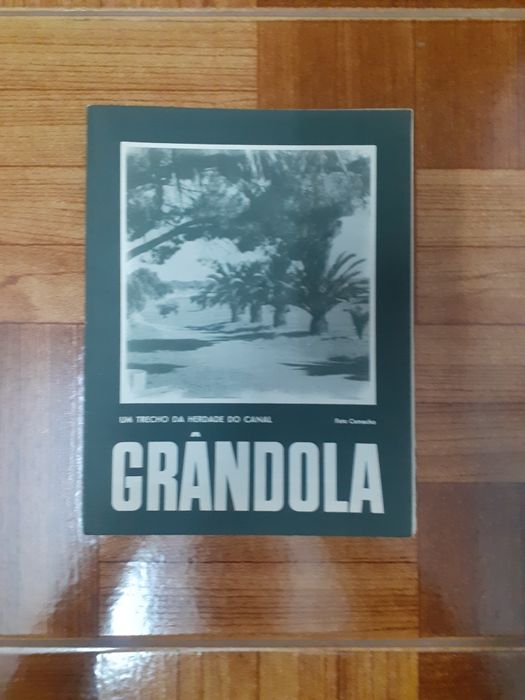 UM TRECHO DA HERDADE DO CANAL
Foto Camacho
GRÂNDOLA